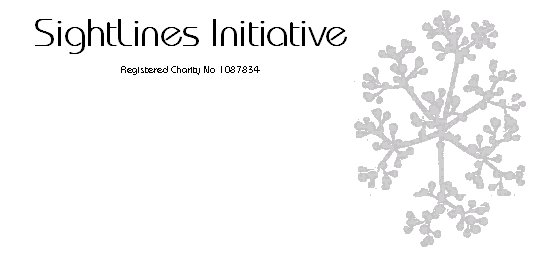 SightLines Initiative
Registered Charity No 1087834